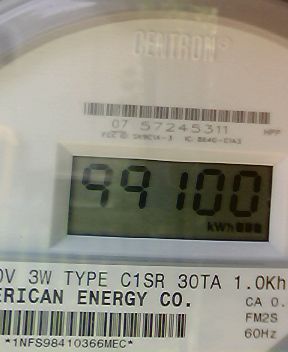 CENTRON®
07 57245311
HPP
99100
kWh
0V 3W TYPE C1SR 30TA 1.0Kh
ERICAN ENERGY CO.
CA 0.
FM2S
60Hz
*1NFS98410366MEC*